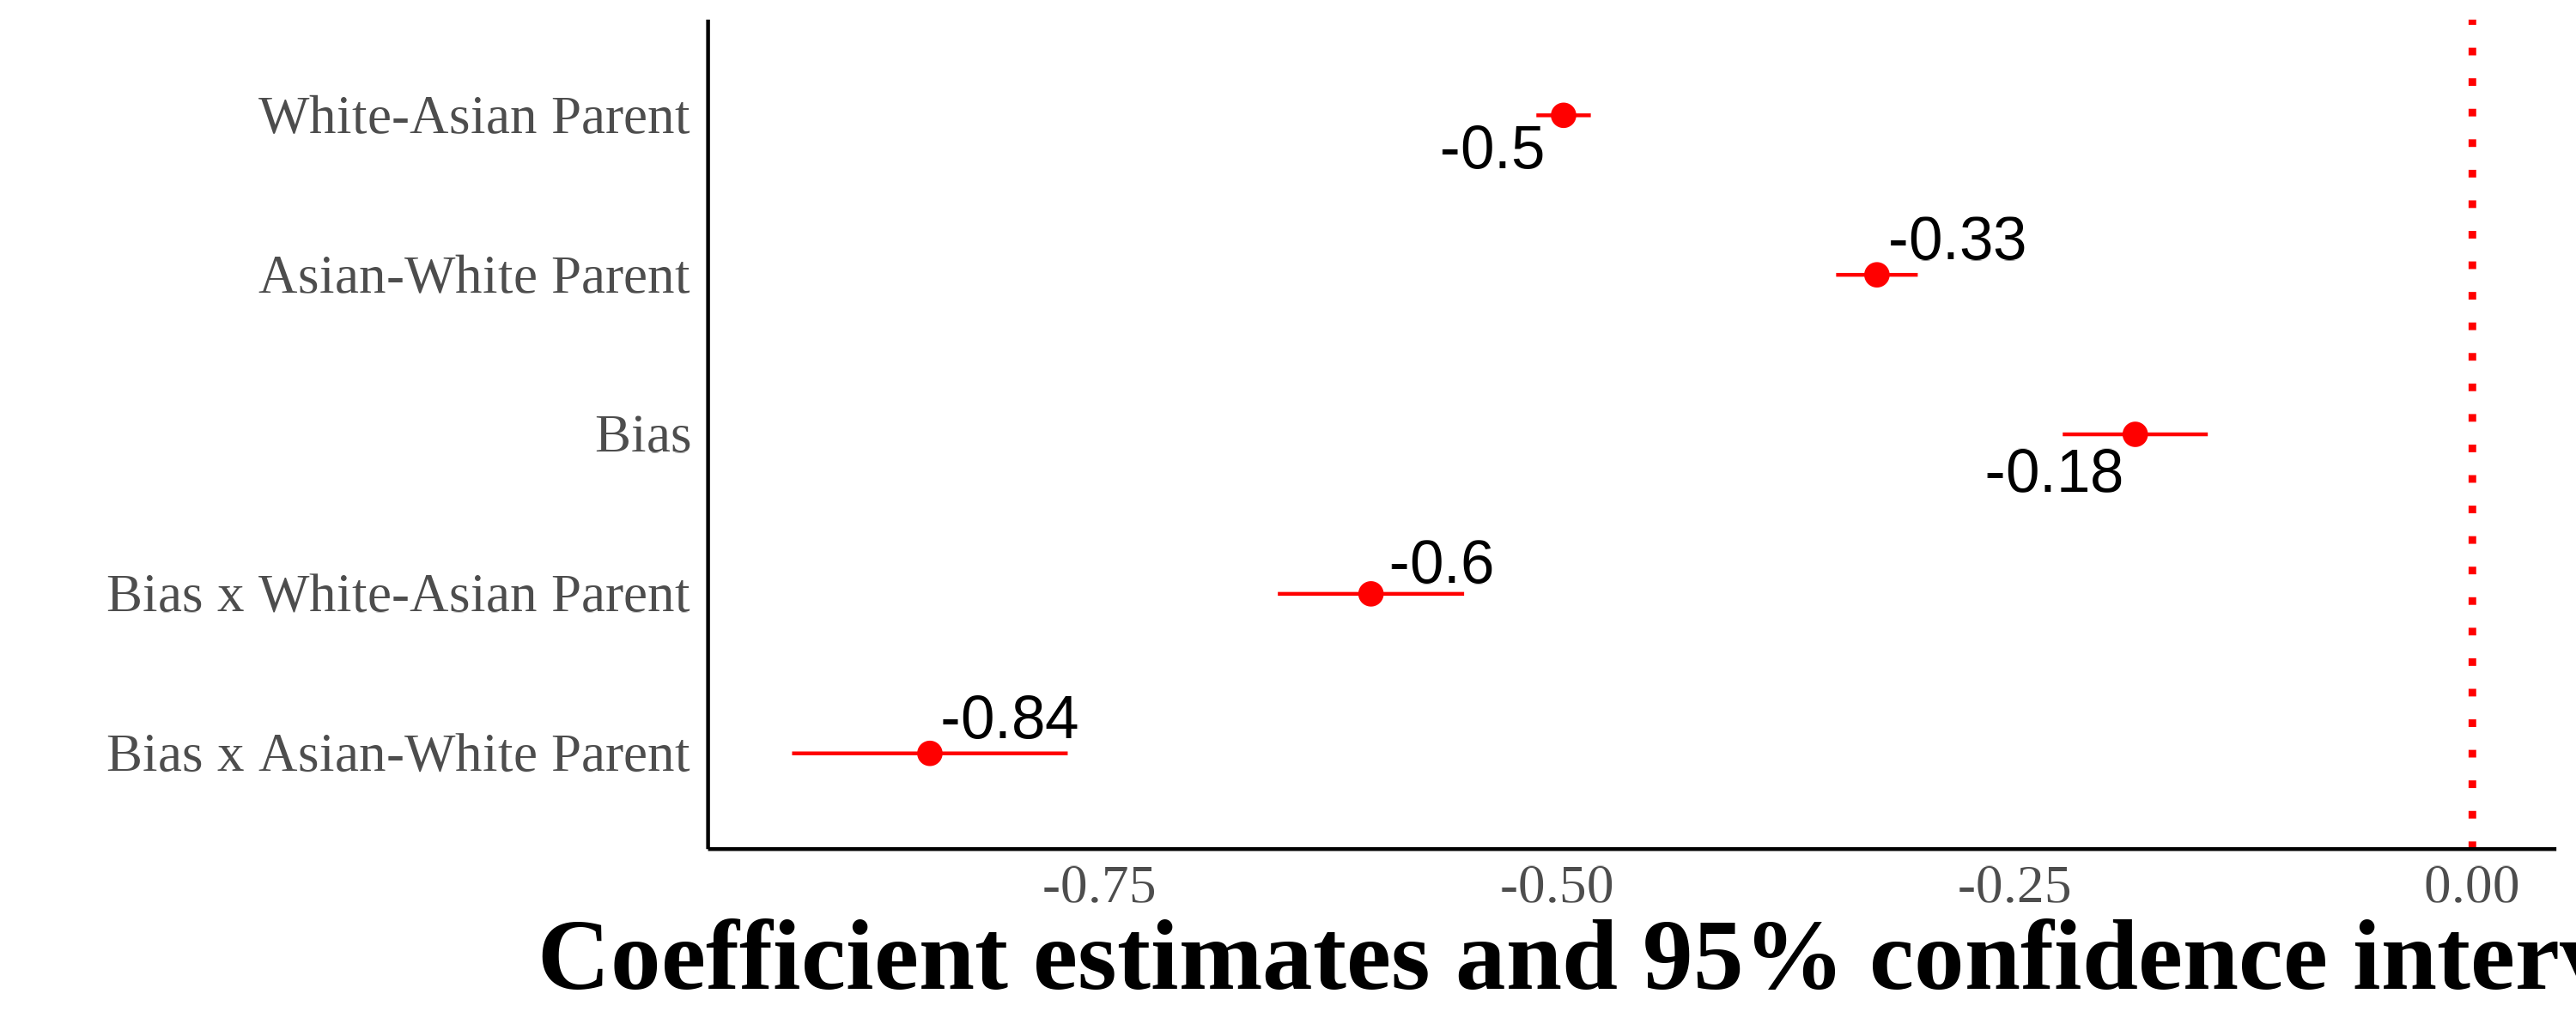 White-Asian Parent
-0.5
-0.33
Asian-White Parent
Bias
-0.18
-0.6
Bias x White-Asian Parent
-0.84
Bias x Asian-White Parent
-0.75 -0.50 -0.25 0.00
Coefficient estimates and 95% confidence interv